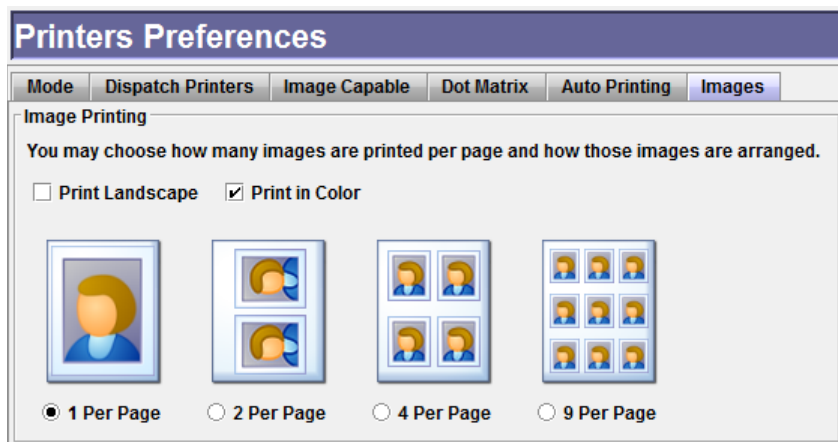 Printers Preferences
Mode Dispatch Printers Image Capable Dot Matrix Auto Printing Images
Image Printing
You may choose how many images are printed per page and how those images are arranged.
Print Landscape Print in Color
1 Per Page 2 Per Page 4 Per Page 9 Per Page